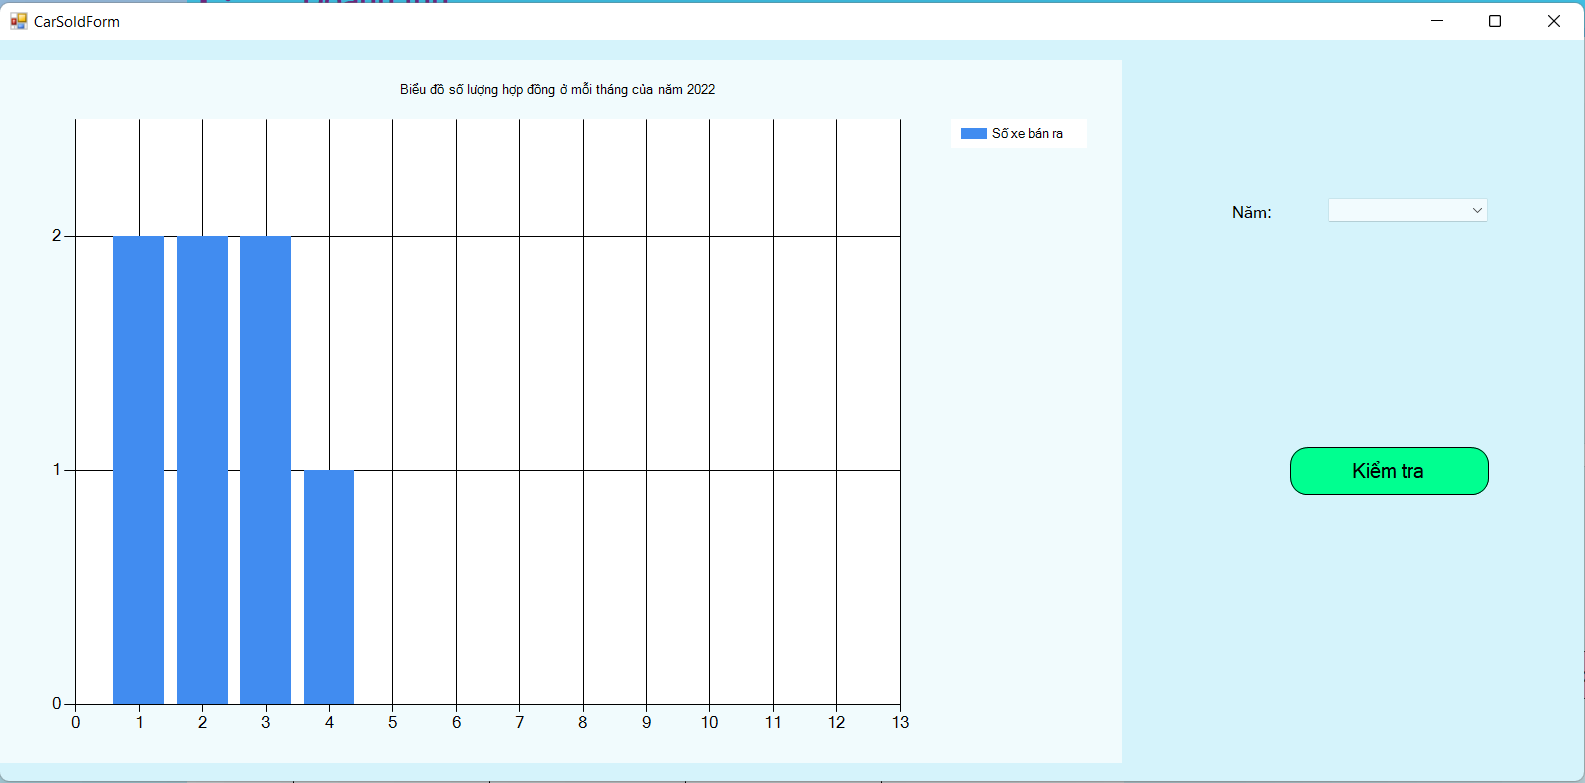 CarSoldForm
Biểu đồ số lượng hợp đồng ở mỗi tháng của năm 2022
Số xe bán ra
Năm:
Kiểm tra
2
1
0
0 1 2 3 4 5 6 7 8 9 10 11 12 13